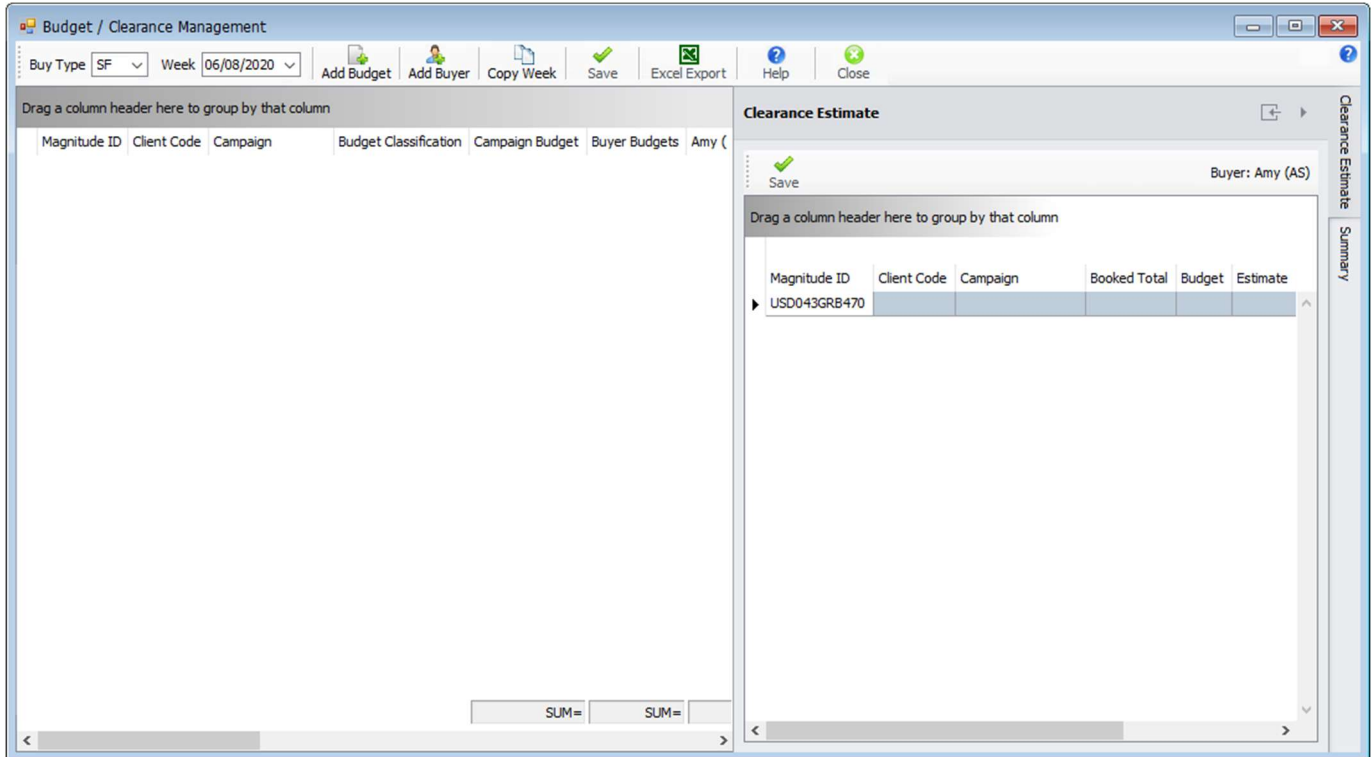 Budget / Clearance Management
Buy Type SF Week 06/08/2020 Add Budget Add Buyer Copy Week Save Excel Export Help Close
Drag a column header here to group by that column
Magnitude ID Client Code Campaign Budget Classification Campaign Budget Buyer Budgets Amy (
SUM= SUM=
Clearance Estimate
Save Buyer: Amy (AS)
Drag a column header here to group by that column
Magnitude ID Client Code Campaign Booked Total Budget Estimate
USD043GRB470
Clearance Estimate
Summary